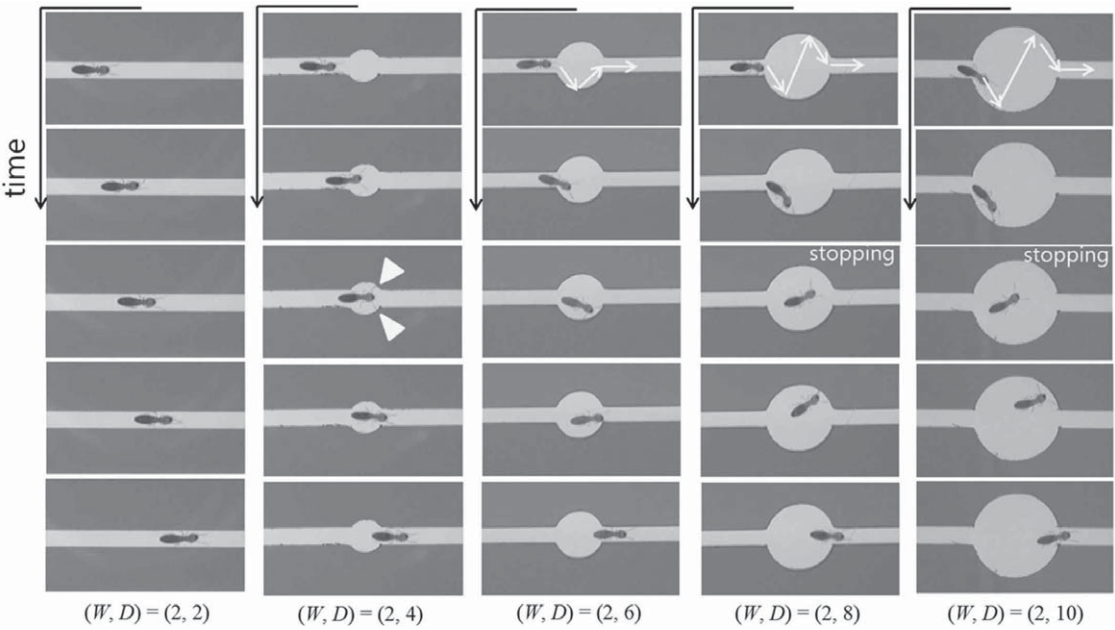 time
stopping
stopping
(W, D) = (2, 2)
(W, D) = (2, 4)
(W, D) = (2, 6)
(W, D) = (2, 8)
(W, D) = (2, 10)